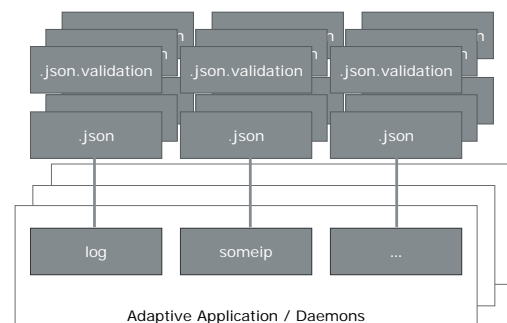 .json.validation .json.validation .json.validation
.json .json .json
log someip ...
Adaptive Application / Daemons